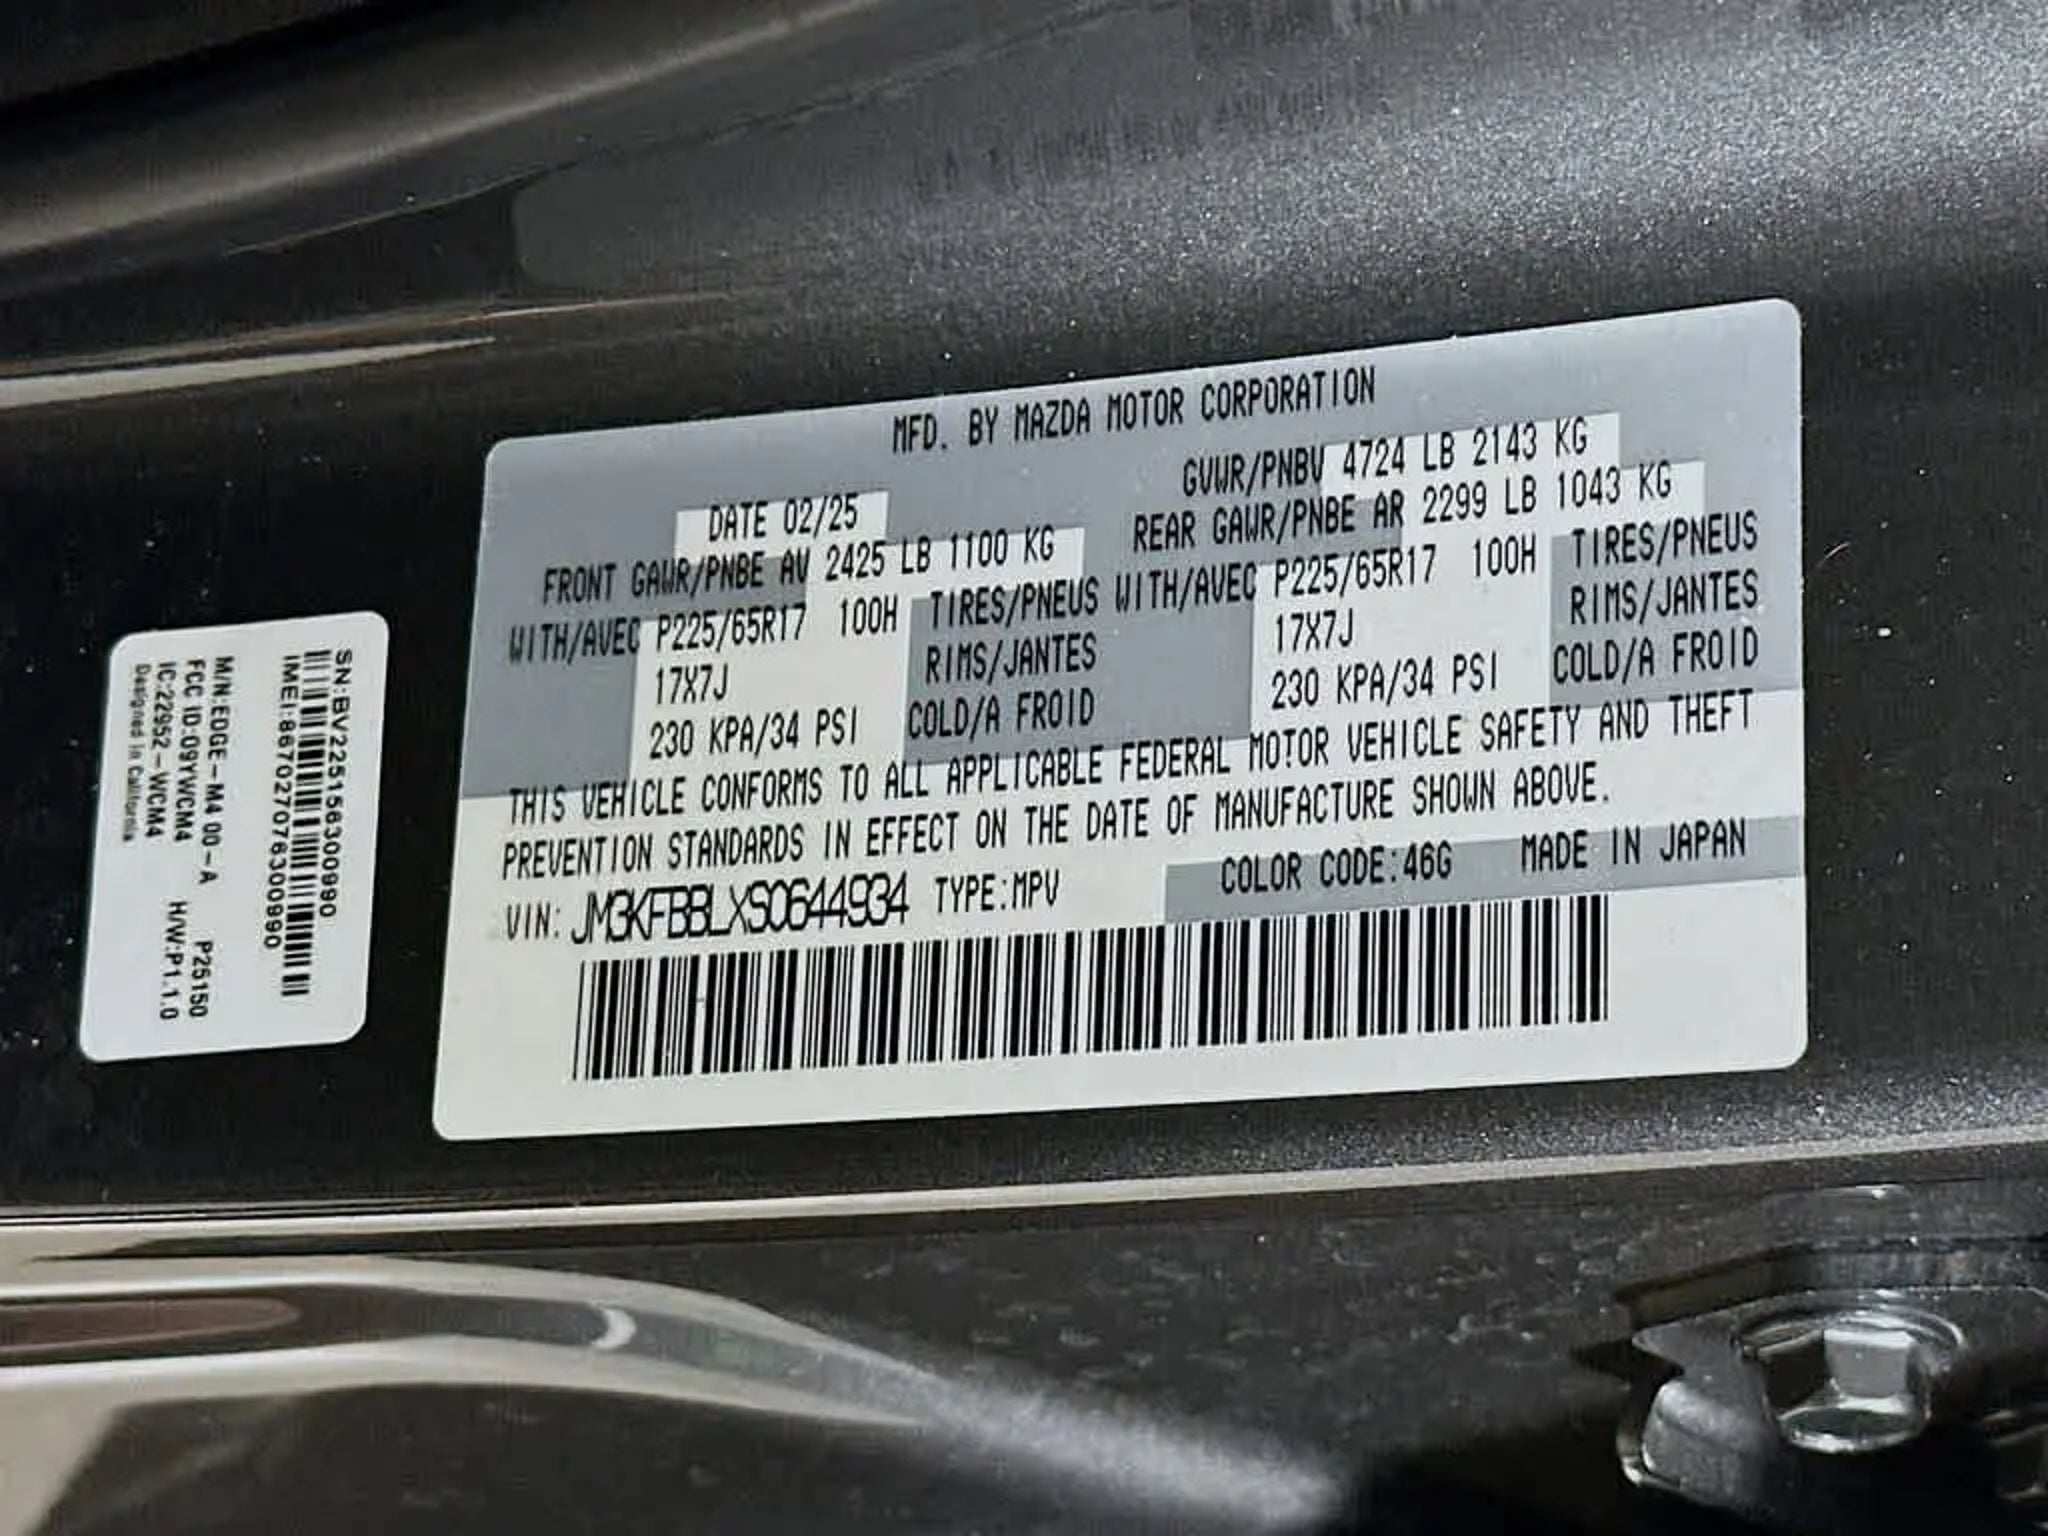 MFD. BY MAZDA MOTOR CORPORATION
DATE 02/25 GVWR/PNBV 4724 LB 2143 KG
FRONT GAWR/PNBE AV 2425 LB 1100 KG REAR GAWR/PNBE AR 2299 LB 1043 KG
WITH/AVEC P225/65R17 100H TIRES/PNEUS WITH/AVEC P225/65R17 100H TIRES/PNEUS
17X7J RIMS/JANTES 17X7J RIMS/JANTES
230 KPA/34 PSI COLD/A FROID 230 KPA/34 PSI COLD/A FROID
THIS VEHICLE CONFORMS TO ALL APPLICABLE FEDERAL MOTOR VEHICLE SAFETY AND THEFT
PREVENTION STANDARDS IN EFFECT ON THE DATE OF MANUFACTURE SHOWN ABOVE.
VIN: JM3KFBBLXS0644934 TYPE:MPV COLOR CODE:46G MADE IN JAPAN
SN:BV225156300990
IMEI:867027076300990
M/N:EDGE-M4 00-A P25150
FCC ID:09YWCM4
IC:22952-WCM4 H/W:P1.1.0
Designed in California